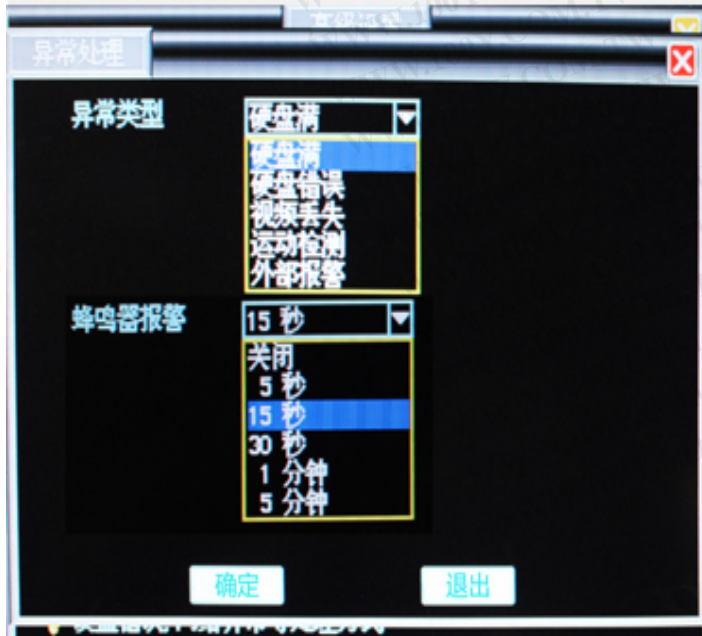 异常处理
异常类型
硬盘满
硬盘满
硬盘错误
视频丢失
运动检测
外部报警
蜂鸣器报警
15 秒
关闭
5 秒
15 秒
30 秒
1 分钟
5 分钟
确定
退出